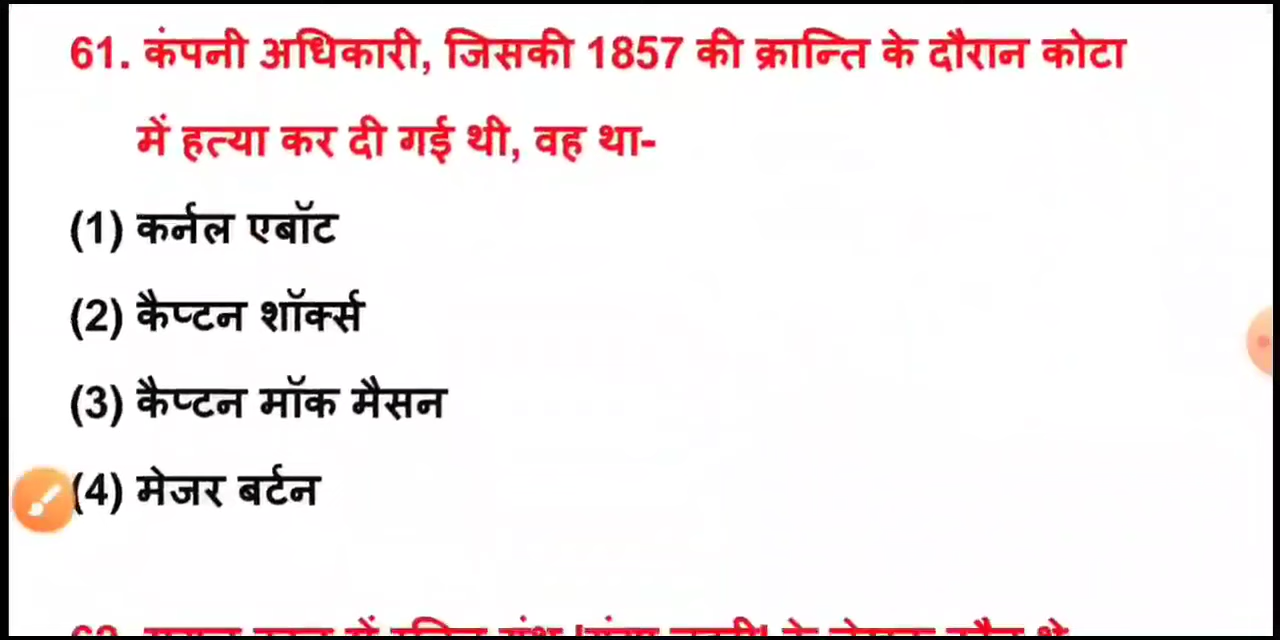 61. कंपनी अधिकारी, जिसकी 1857 की क्रान्ति के दौरान कोटा
में हत्या कर दी गई थी, वह था-
(1) कर्नल एबॉट
(2) कैप्टन शॉर्क्स
(3) कैप्टन मॉक मैसन
(4) मेजर बर्टन